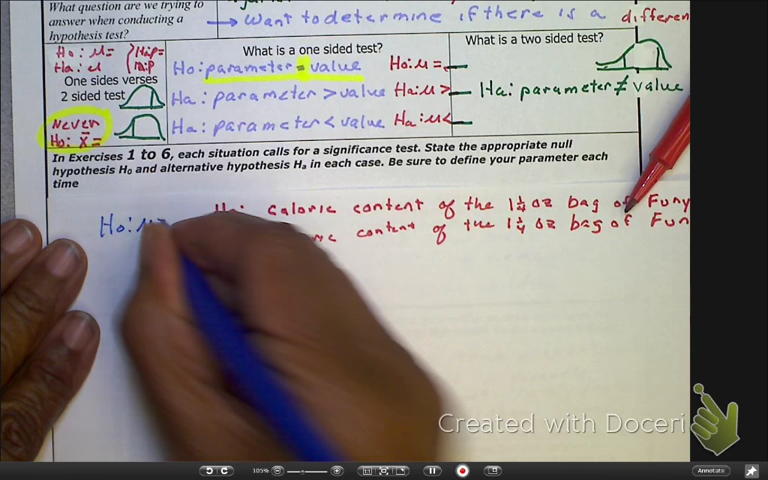 What question are we trying to
answer when conducting a
hypothesis test?
→ Want to determine if there is a differen
Ho: μ=
Ha: μ
One sides verses
2 sided test
Never
Ho: x̄ =
What is a one sided test?
Ho: parameter = value Ho: μ =
Ha: parameter > value Ha: μ >
Ha: parameter < value Ha: μ <
What is a two sided test?
Ha: parameter ≠ value
In Exercises 1 to 6, each situation calls for a significance test. State the appropriate null
hypothesis H₀ and alternative hypothesis Hₐ in each case. Be sure to define your parameter each
time
caloric content of the 1¼ oz bag of Funy
content of the 1¼ oz bag of Fun
Ho: μ=
Created with Doceri
105%
Annotate